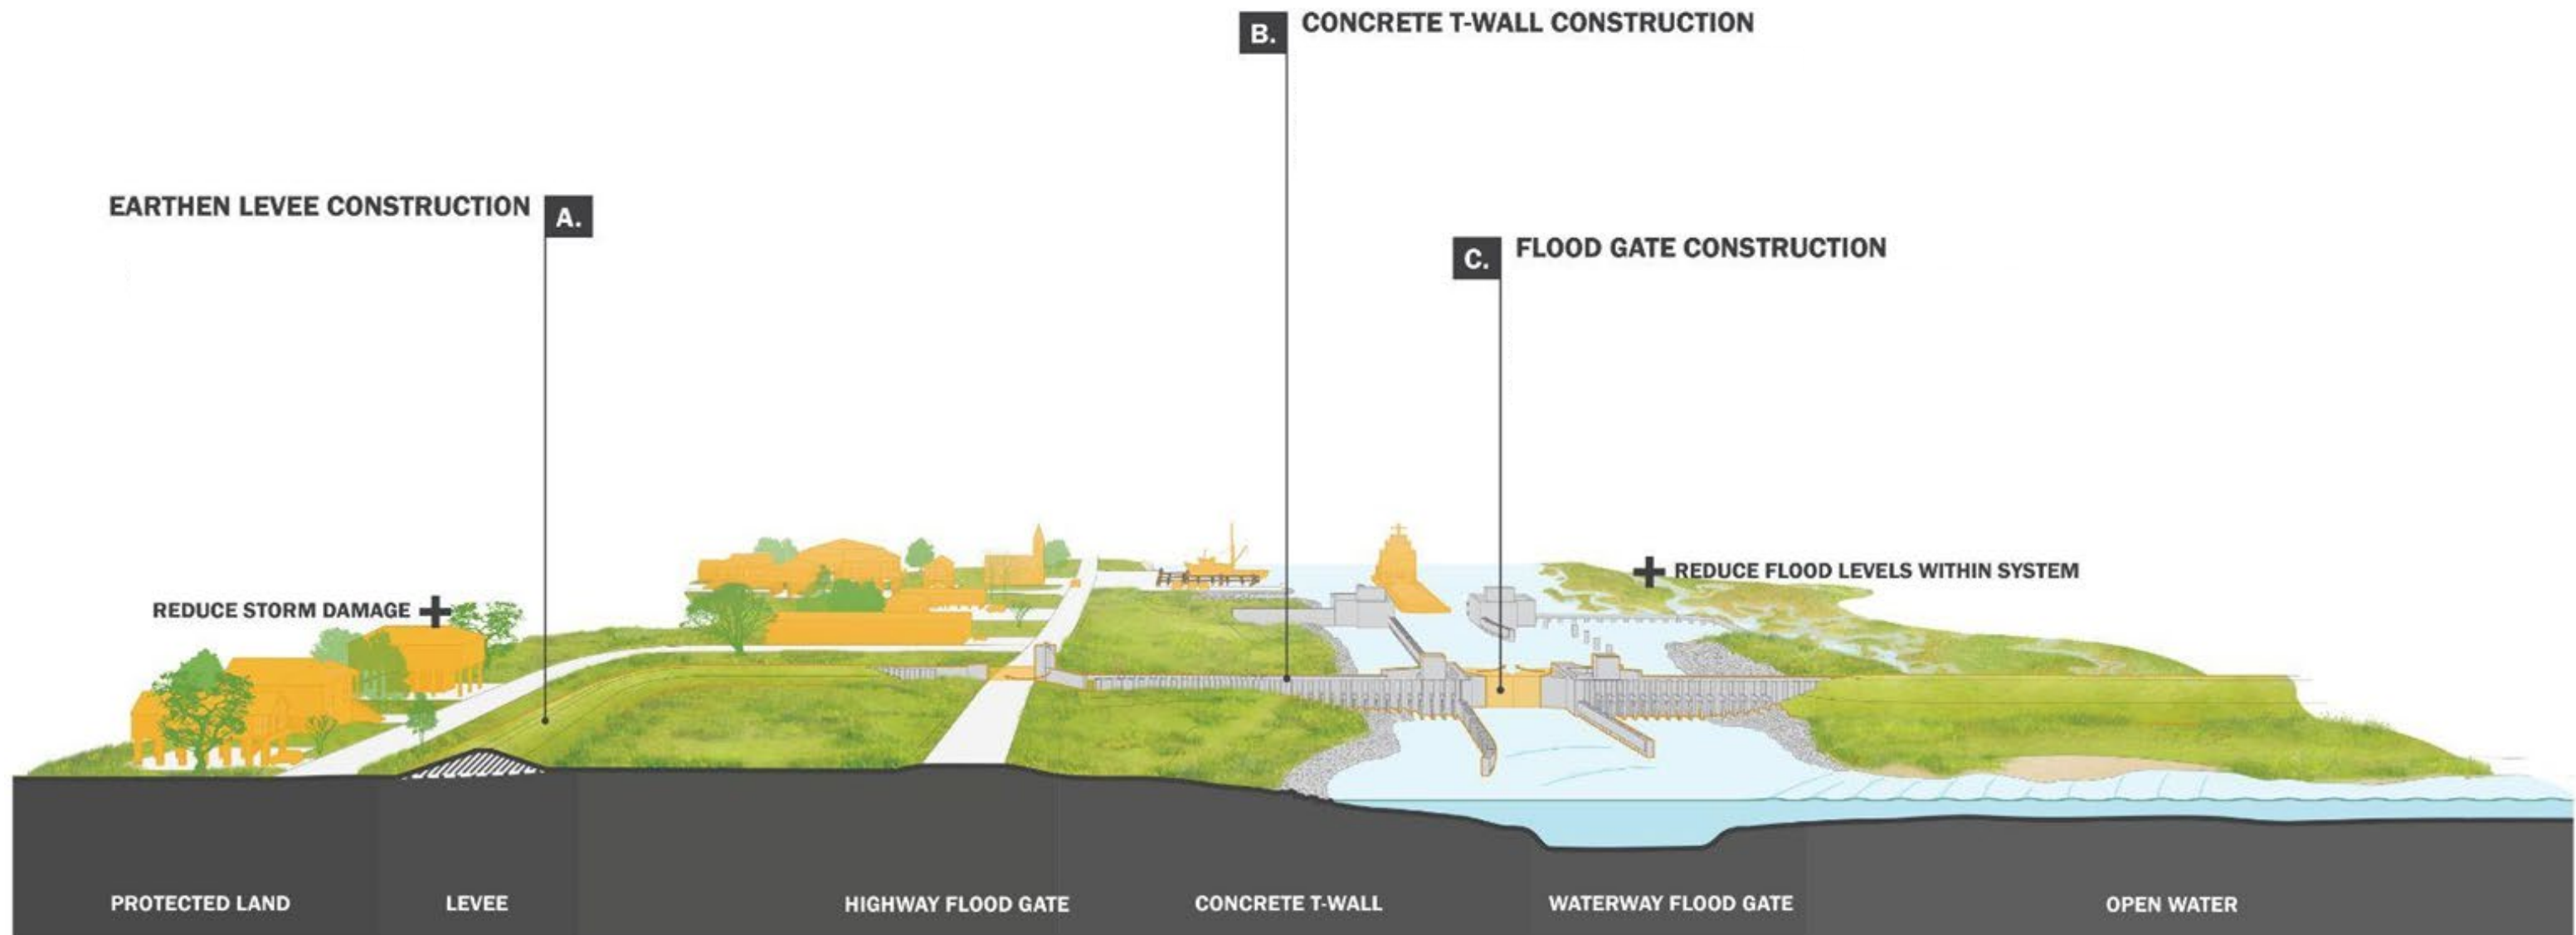 B. CONCRETE T-WALL CONSTRUCTION
EARTHEN LEVEE CONSTRUCTION A.
C. FLOOD GATE CONSTRUCTION
REDUCE FLOOD LEVELS WITHIN SYSTEM
REDUCE STORM DAMAGE
PROTECTED LAND
LEVEE
HIGHWAY FLOOD GATE
CONCRETE T-WALL
WATERWAY FLOOD GATE
OPEN WATER